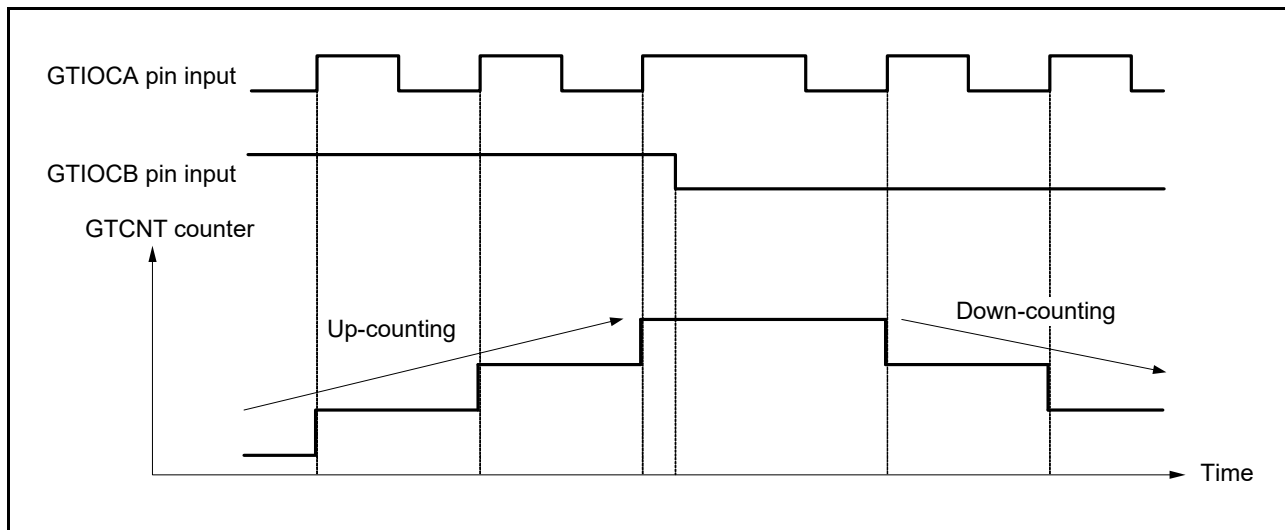 GTIOCA pin input
GTIOCB pin input
GTCNT counter
Up-counting
Down-counting
Time